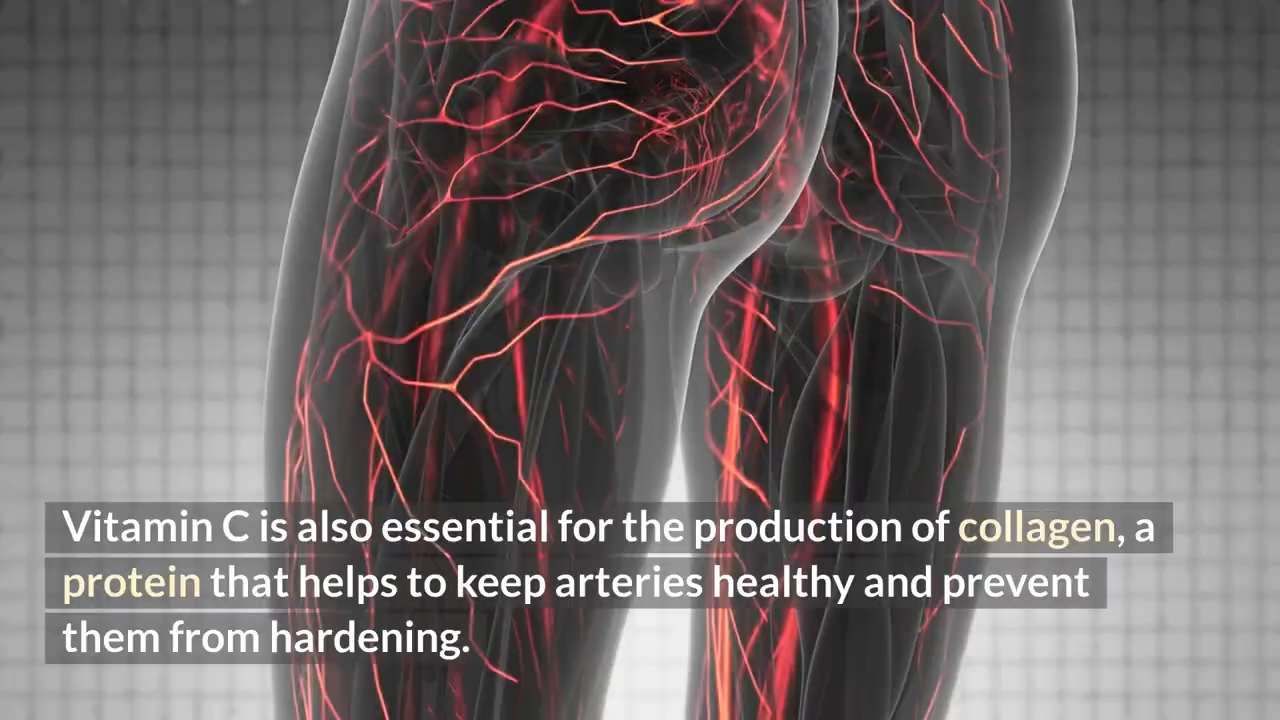 Vitamin C is also essential for the production of collagen, a
protein that helps to keep arteries healthy and prevent
them from hardening.